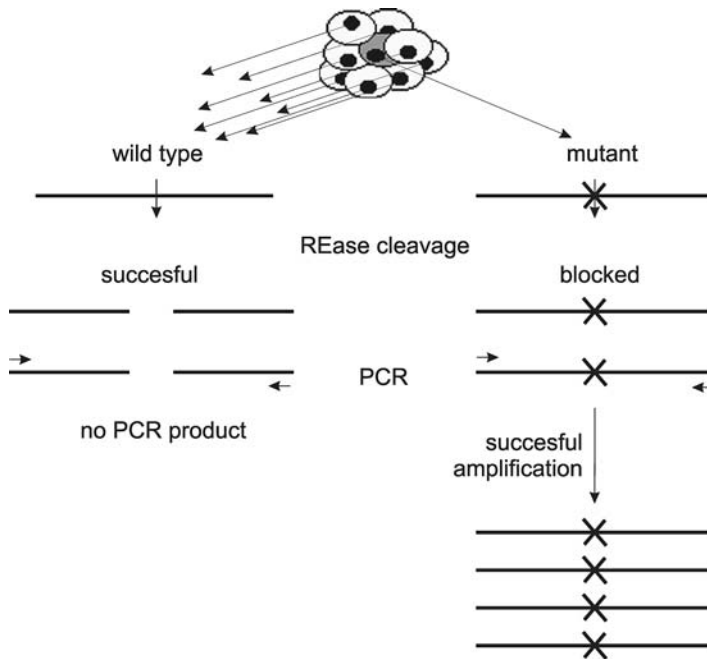 wild type
mutant
REase cleavage
succesful
blocked
PCR
no PCR product
succesful
amplification